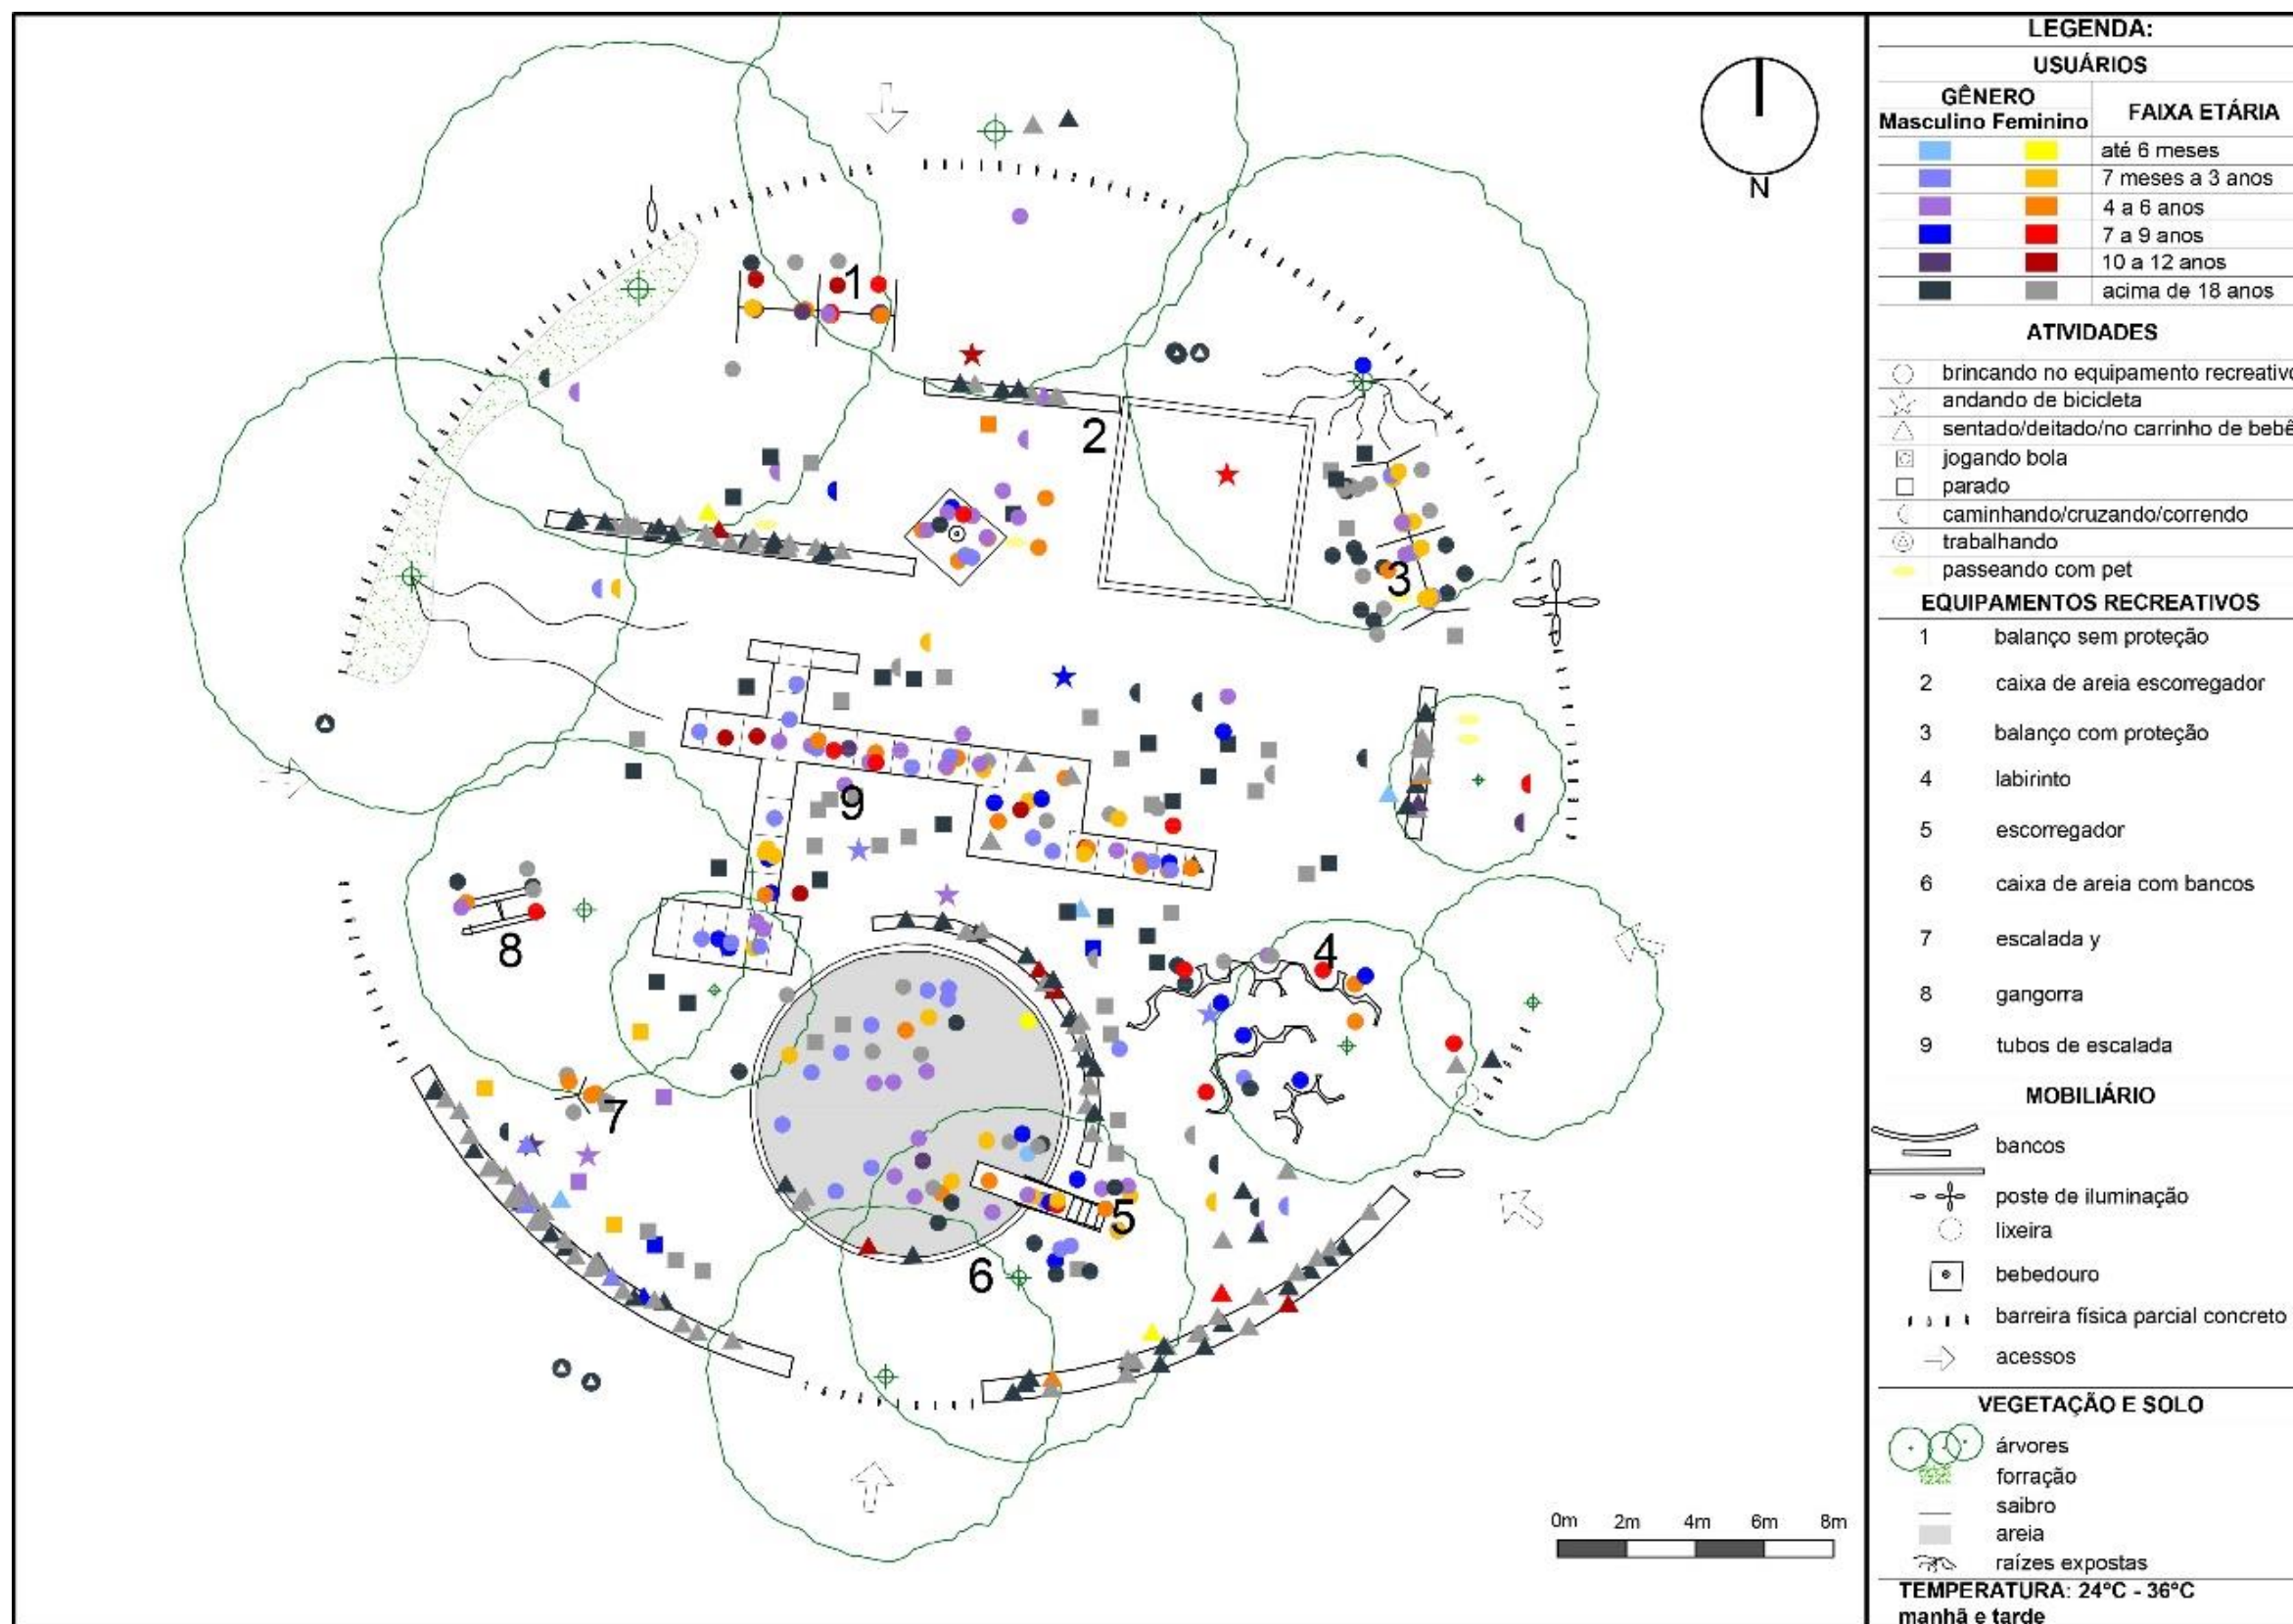 N
1
2
3
9
4
8
7
5
6
0m 2m 4m 6m 8m
LEGENDA:
USUÁRIOS
GÊNERO
Masculino Feminino
FAIXA ETÁRIA
até 6 meses
7 meses a 3 anos
4 a 6 anos
7 a 9 anos
10 a 12 anos
acima de 18 anos
ATIVIDADES
brincando no equipamento recreativo
andando de bicicleta
sentado/deitado/no carrinho de bebê
jogando bola
parado
caminhando/cruzando/correndo
trabalhando
passeando com pet
EQUIPAMENTOS RECREATIVOS
1 balanço sem proteção
2 caixa de areia escorregador
3 balanço com proteção
4 labirinto
5 escorregador
6 caixa de areia com bancos
7 escalada y
8 gangorra
9 tubos de escalada
MOBILIÁRIO
bancos
poste de iluminação
lixeira
bebedouro
barreira física parcial concreto
acessos
VEGETAÇÃO E SOLO
árvores
forração
saibro
areia
raízes expostas
TEMPERATURA: 24°C - 36°C
manhã e tarde